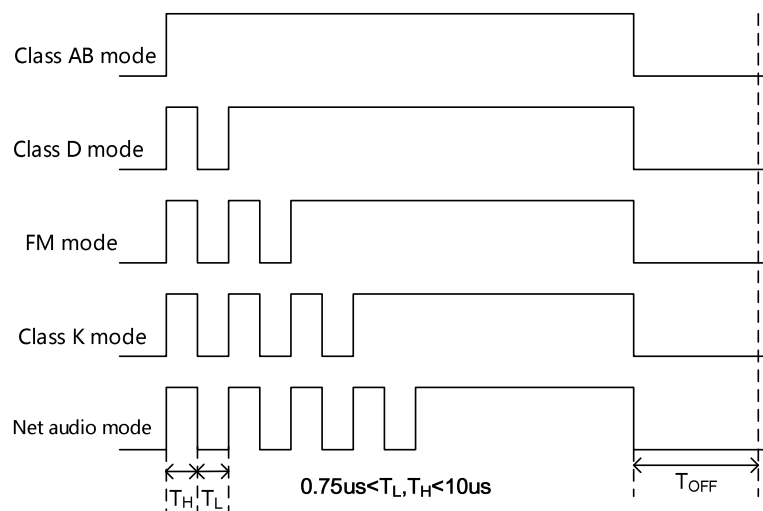 Class AB mode
Class D mode
FM mode
Class K mode
Net audio mode
TH TL 0.75us<TL,TH<10us TOFF